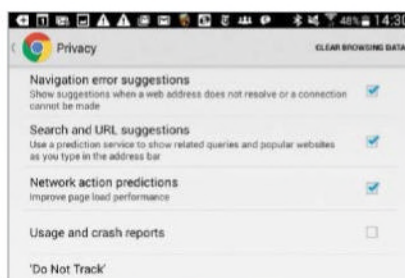 48% 14:30
Privacy CLEAR BROWSING DATA
Navigation error suggestions
Show suggestions when a web address does not resolve or a connection
cannot be made
Search and URL suggestions
Use a prediction service to show related queries and popular websites
as you type in the address bar
Network action predictions
Improve page load performance
Usage and crash reports
'Do Not Track'